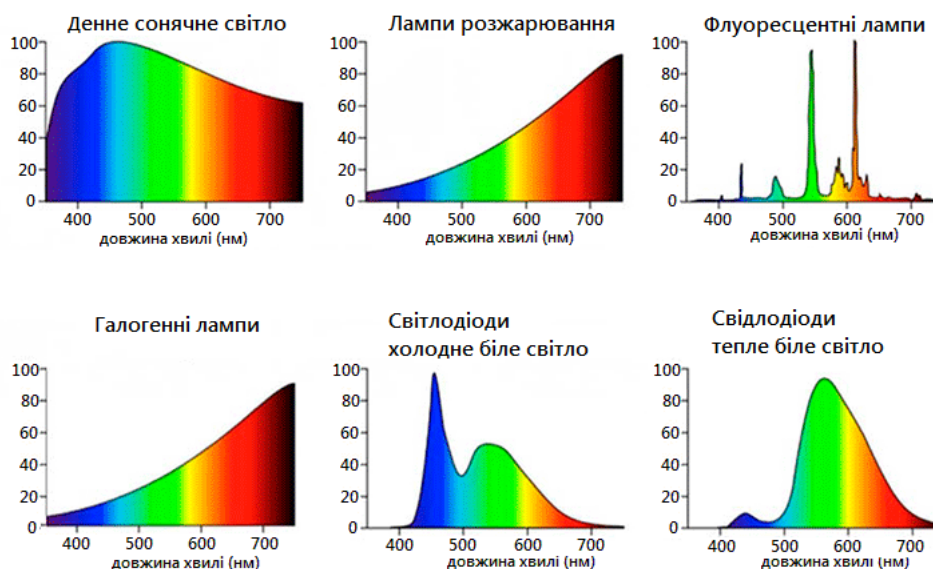 Денне сонячне світло
100
80
60
40
20
0
400 500 600 700
довжина хвилі (нм)
Лампи розжарювання
100
80
60
40
20
0
400 500 600 700
довжина хвилі (нм)
Флуоресцентні лампи
100
80
60
40
20
0
400 500 600 700
довжина хвилі (нм)
Галогенні лампи
100
80
60
40
20
0
400 500 600 700
довжина хвилі (нм)
Світлодіоди
холодне біле світло
100
80
60
40
20
0
400 500 600 700
довжина хвилі (нм)
Свідлодіоди
тепле біле світло
100
80
60
40
20
0
400 500 600 700
довжина хвилі (нм)